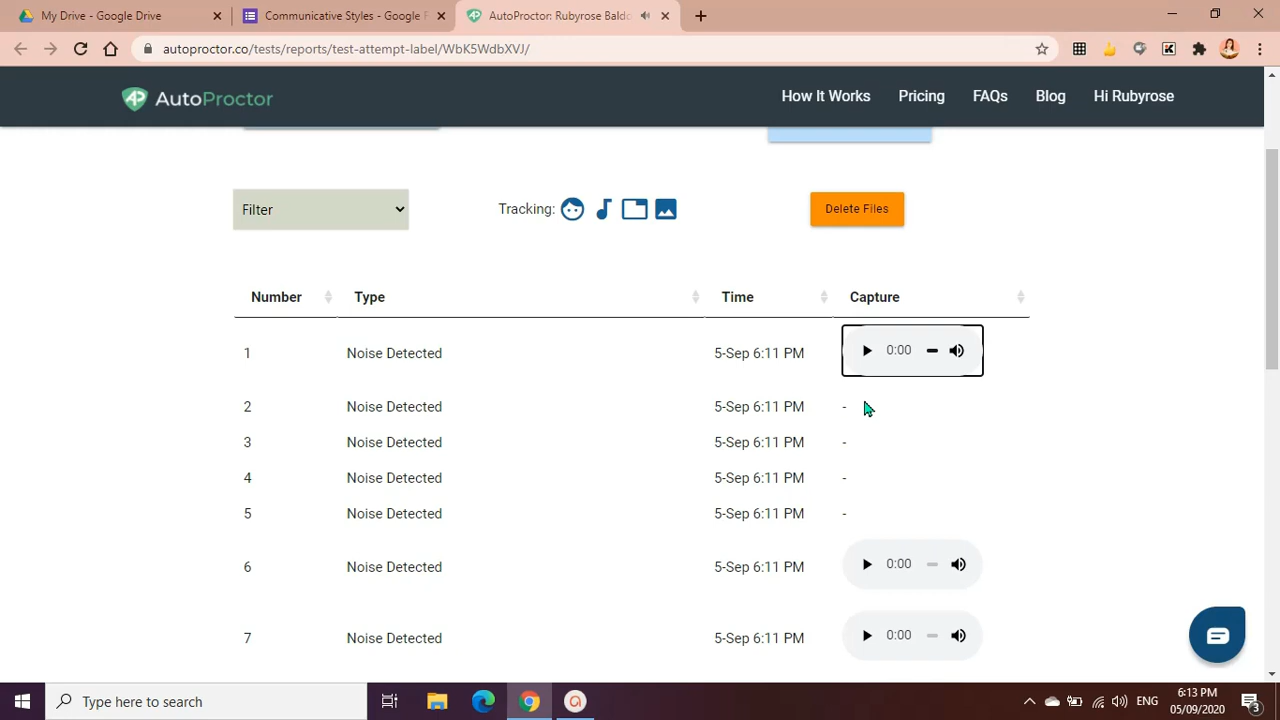 My Drive - Google Drive
Communicative Styles - Google F
AutoProctor: Rubyrose Baldo
autoproctor.co/tests/reports/test-attempt-label/WbK5WdbXVJ/
AutoProctor
How It Works
Pricing
FAQs
Blog
Hi Rubyrose
Filter
Tracking:
Delete Files
Number Type Time Capture
1 Noise Detected 5-Sep 6:11 PM 0:00
2 Noise Detected 5-Sep 6:11 PM -
3 Noise Detected 5-Sep 6:11 PM -
4 Noise Detected 5-Sep 6:11 PM -
5 Noise Detected 5-Sep 6:11 PM -
6 Noise Detected 5-Sep 6:11 PM 0:00
7 Noise Detected 5-Sep 6:11 PM 0:00
Type here to search
ENG
6:13 PM
05/09/2020
3